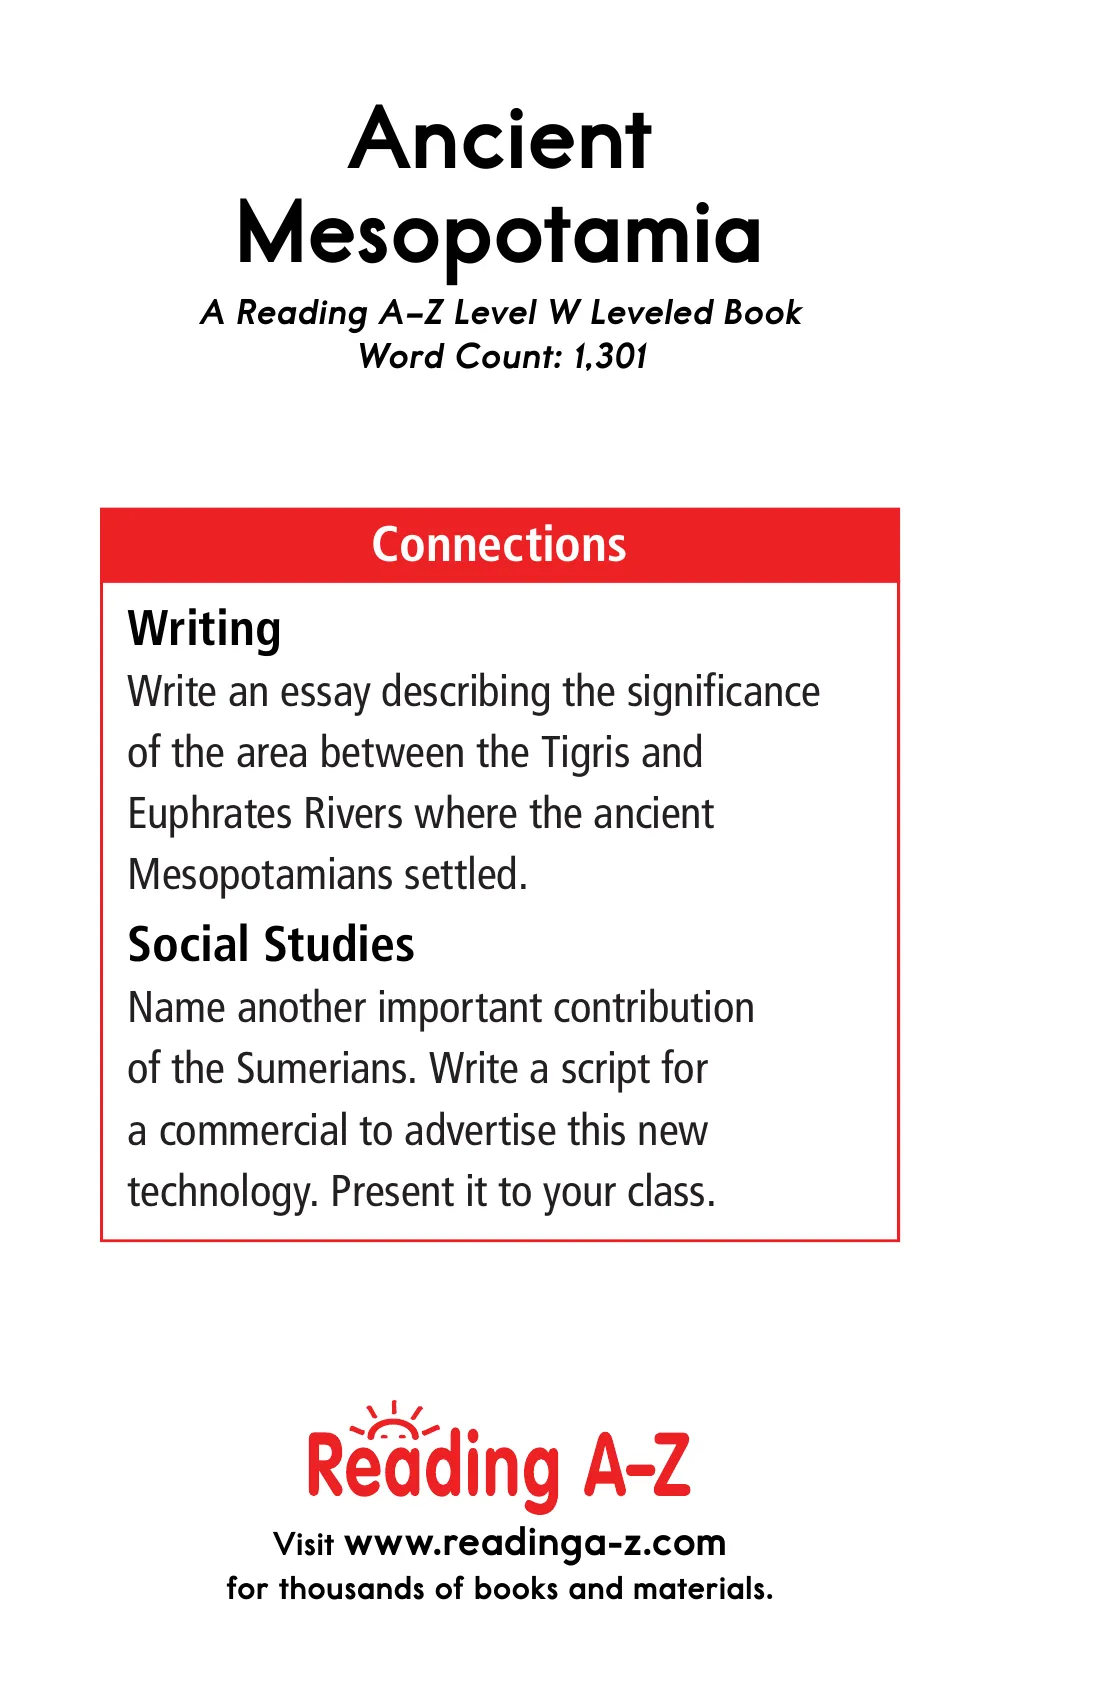 Ancient
Mesopotamia
A Reading A–Z Level W Leveled Book
Word Count: 1,301
Connections
Writing
Write an essay describing the significance
of the area between the Tigris and
Euphrates Rivers where the ancient
Mesopotamians settled.
Social Studies
Name another important contribution
of the Sumerians. Write a script for
a commercial to advertise this new
technology. Present it to your class.
Reading A–Z
Visit www.readinga-z.com
for thousands of books and materials.